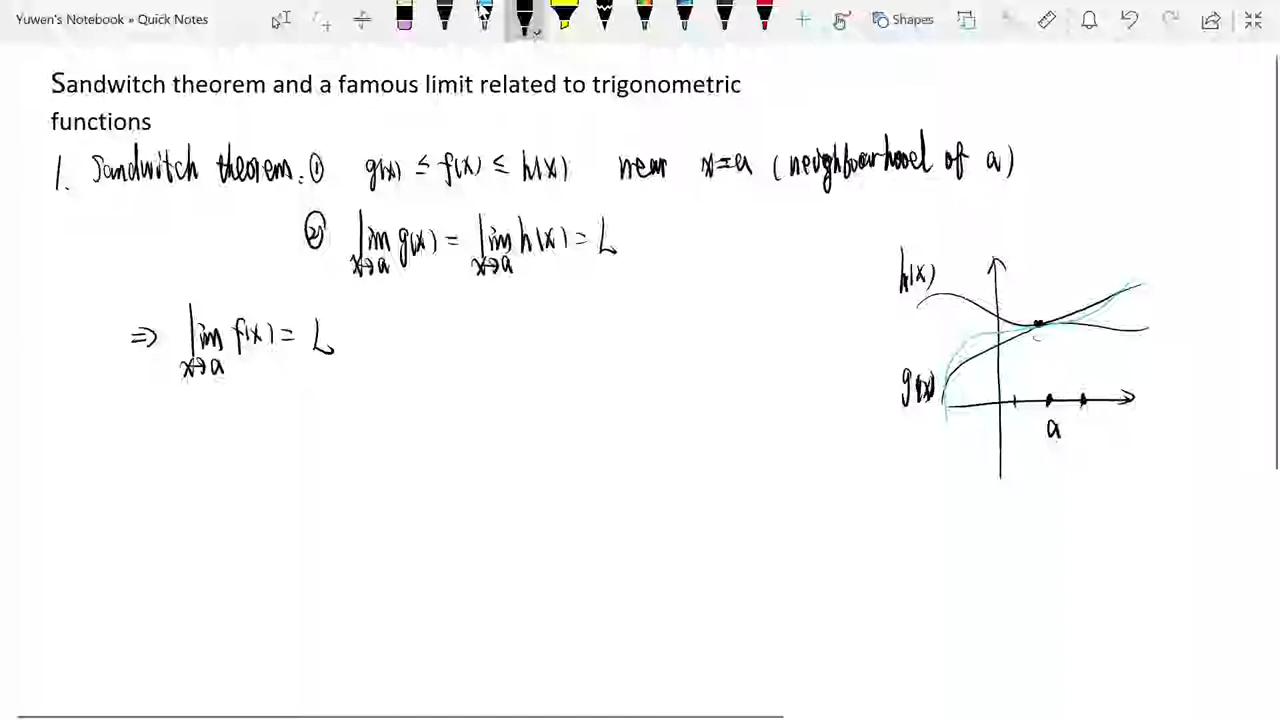 Yuwen's Notebook » Quick Notes
Shapes
Sandwitch theorem and a famous limit related to trigonometric
functions
1. Sandwitch theorem: ① g(x) ≤ f(x) ≤ h(x) near x=a (neighbourhood of a)
② lim x→a g(x) = lim x→a h(x) = L
⇒ lim x→a f(x) = L
h(x)
g(x)
a